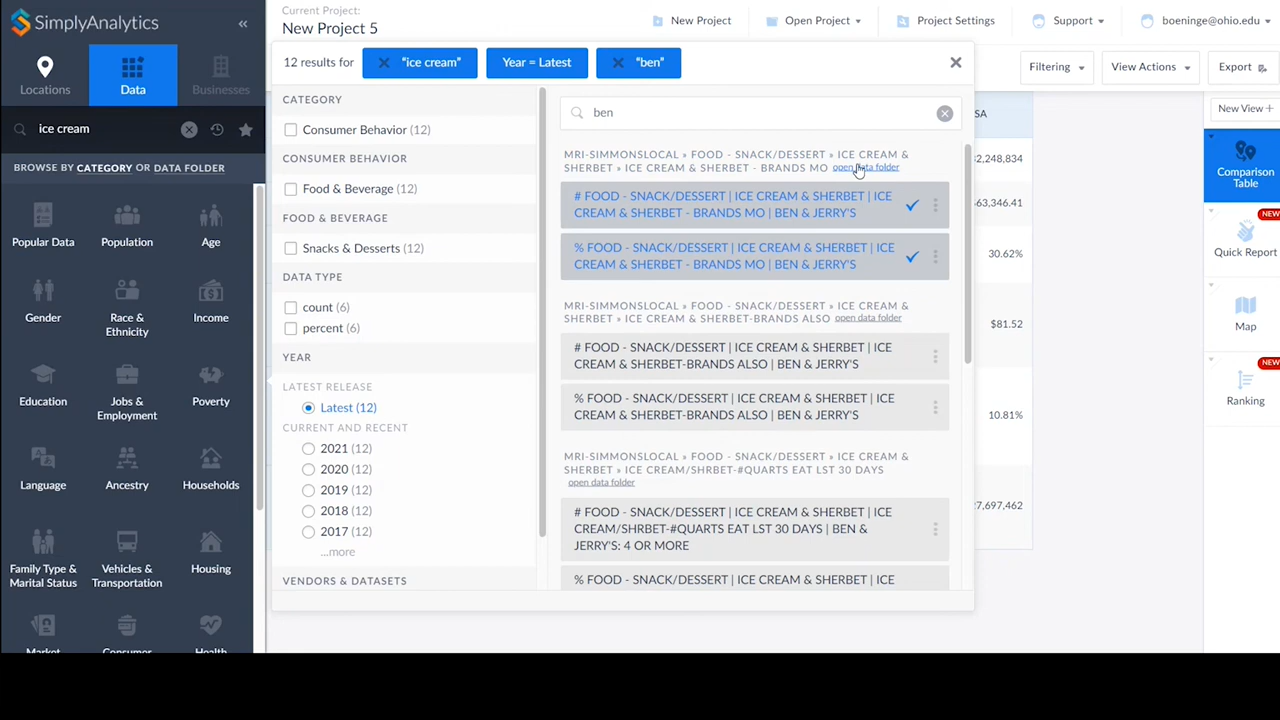 SimplyAnalytics
«
Current Project:
New Project 5
New Project
Open Project
Project Settings
Support
boeninge@ohio.edu
Locations
Data
Businesses
ice cream
BROWSE BY CATEGORY OR DATA FOLDER
Popular Data
Population
Age
Gender
Race &
Ethnicity
Income
Education
Jobs &
Employment
Poverty
Language
Ancestry
Households
Family Type &
Marital Status
Vehicles &
Transportation
Housing
Market
Consumer
Health
12 results for
"ice cream"
Year = Latest
"ben"
CATEGORY
Consumer Behavior (12)
CONSUMER BEHAVIOR
Food & Beverage (12)
FOOD & BEVERAGE
Snacks & Desserts (12)
DATA TYPE
count (6)
percent (6)
YEAR
LATEST RELEASE
Latest (12)
CURRENT AND RECENT
2021 (12)
2020 (12)
2019 (12)
2018 (12)
2017 (12)
...more
VENDORS & DATASETS
ben
MRI-SIMMONSLOCAL » FOOD - SNACK/DESSERT » ICE CREAM &
SHERBET » ICE CREAM & SHERBET - BRANDS MO open data folder
# FOOD - SNACK/DESSERT | ICE CREAM & SHERBET | ICE
CREAM & SHERBET - BRANDS MO | BEN & JERRY'S
% FOOD - SNACK/DESSERT | ICE CREAM & SHERBET | ICE
CREAM & SHERBET - BRANDS MO | BEN & JERRY'S
MRI-SIMMONSLOCAL » FOOD - SNACK/DESSERT » ICE CREAM &
SHERBET » ICE CREAM & SHERBET-BRANDS ALSO open data folder
# FOOD - SNACK/DESSERT | ICE CREAM & SHERBET | ICE
CREAM & SHERBET-BRANDS ALSO | BEN & JERRY'S
% FOOD - SNACK/DESSERT | ICE CREAM & SHERBET | ICE
CREAM & SHERBET-BRANDS ALSO | BEN & JERRY'S
MRI-SIMMONSLOCAL » FOOD - SNACK/DESSERT » ICE CREAM &
SHERBET » ICE CREAM/SHRBET-#QUARTS EAT LST 30 DAYS
open data folder
# FOOD - SNACK/DESSERT | ICE CREAM & SHERBET | ICE
CREAM/SHRBET-#QUARTS EAT LST 30 DAYS | BEN &
JERRY'S: 4 OR MORE
% FOOD - SNACK/DESSERT | ICE CREAM & SHERBET | ICE
Filtering
View Actions
Export
SA
2,248,834
63,346.41
30.62%
$81.52
10.81%
27,697,462
New View +
Comparison
Table
NEW
Quick Report
Map
NEW
Ranking